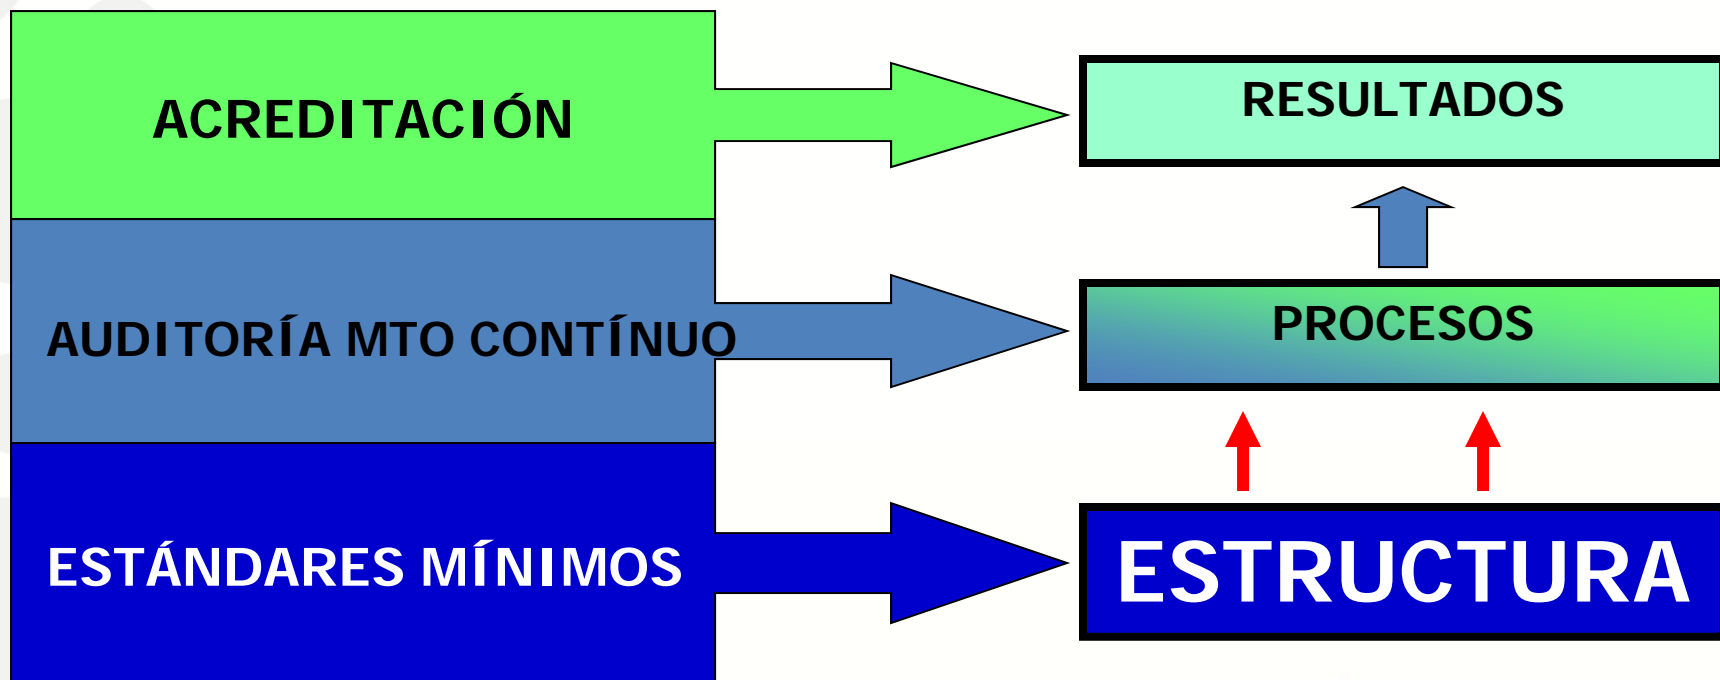 ACREDITACIÓN
RESULTADOS
AUDITORÍA MTO CONTÍNUO
PROCESOS
ESTÁNDARES MÍNIMOS
ESTRUCTURA